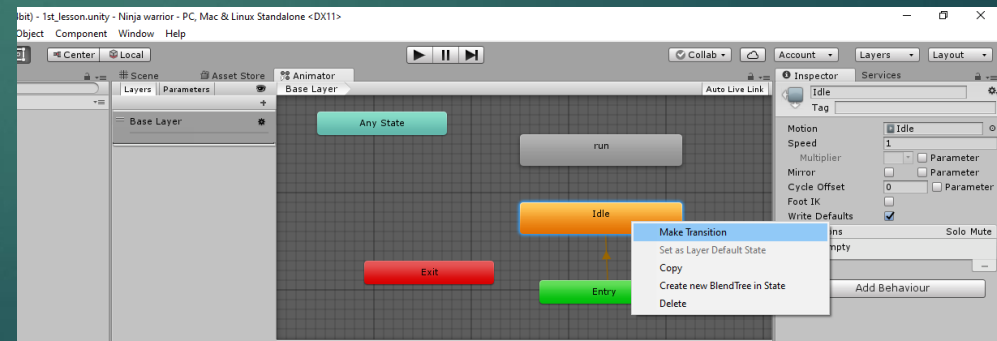 bit) - 1st_lesson.unity - Ninja warrior - PC, Mac & Linux Standalone <DX11>
Object Component Window Help
Center Local Collab Account Layers Layout
Scene Asset Store Animator Inspector Services
Layers Parameters Base Layer Auto Live Link Idle
Tag
Base Layer
Any State
Motion Idle
run
Speed 1
Multiplier Parameter
Mirror Parameter
Cycle Offset 0 Parameter
Foot IK
Idle
Write Defaults
Make Transition
Solo Mute
Set as Layer Default State
Copy
Exit
Create new BlendTree in State
Entry
Add Behaviour
Delete